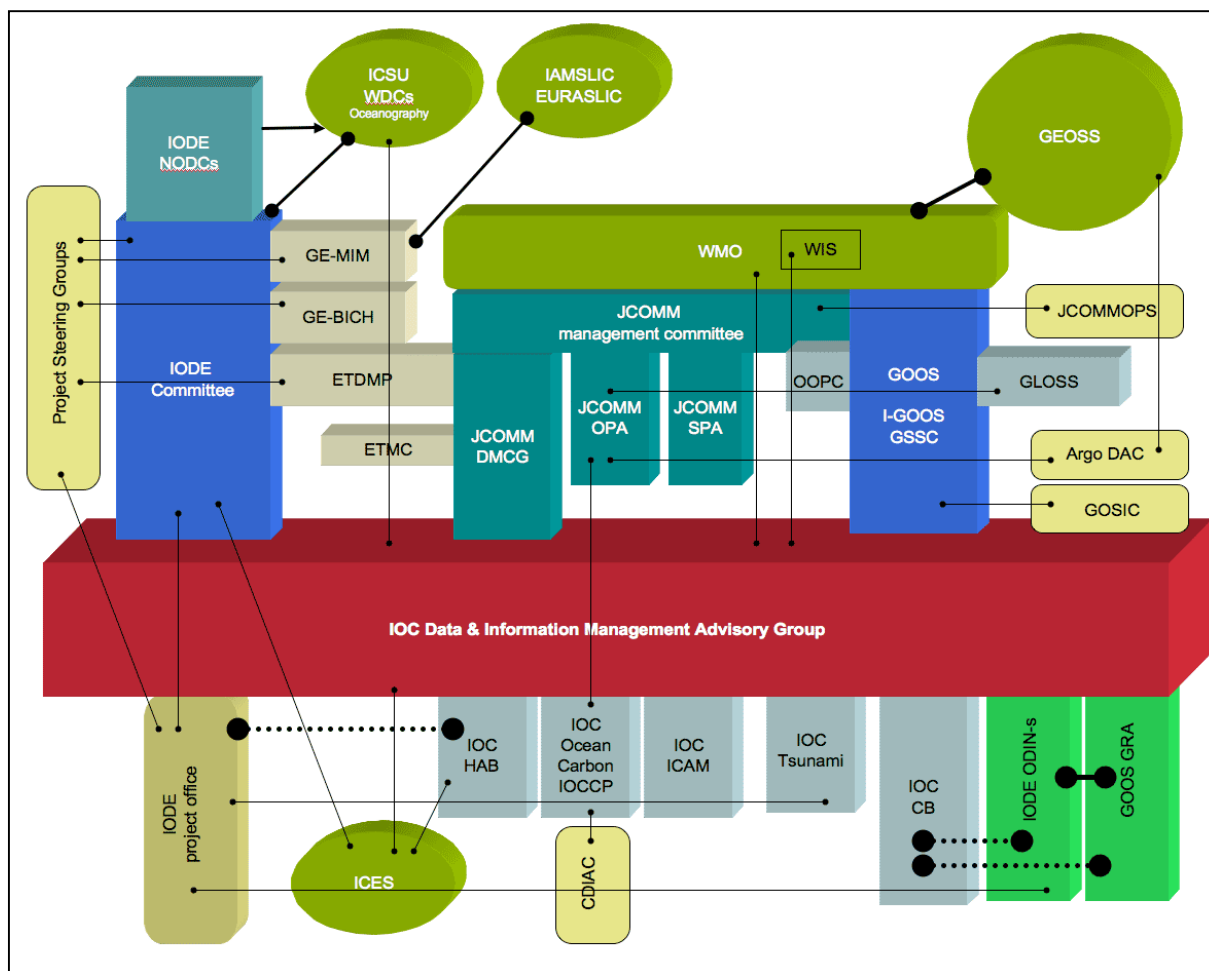 ICSU
WDCs
Oceanography
IAMSLIC
EURASLIC
GEOSS
IODE
NODCs
Project Steering Groups
GE-MIM
WMO
WIS
GE-BICH
JCOMM
management committee
JCOMMOPS
IODE
Committee
ETDMP
OOPC
GOOS
I-GOOS
GSSC
GLOSS
JCOMM
OPA
JCOMM
SPA
ETMC
JCOMM
DMCG
Argo DAC
GOSIC
IOC Data & Information Management Advisory Group
IODE
project office
IOC
HAB
IOC
Ocean
Carbon
IOCCP
IOC
ICAM
IOC
Tsunami
IOC
CB
IODE ODIN-s
GOOS GRA
ICES
CDIAC